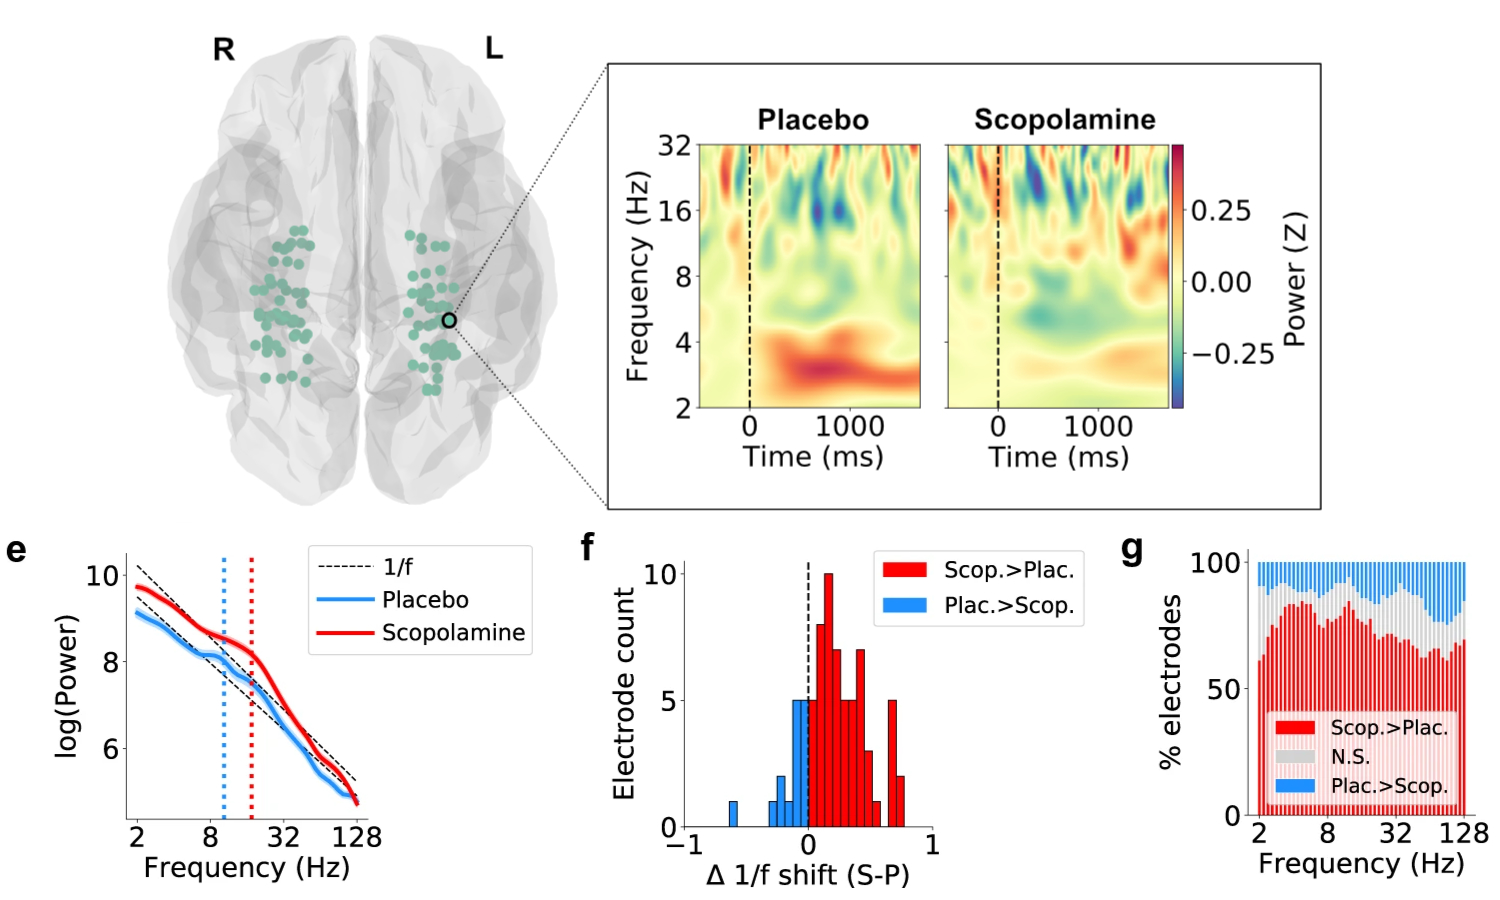 R
L
Placebo
Scopolamine
32
16
8
4
2
Frequency (Hz)
0
1000
Time (ms)
0
1000
Time (ms)
0.25
0.00
−0.25
Power (Z)
e
10
8
6
log(Power)
2
8
32
128
Frequency (Hz)
1/f
Placebo
Scopolamine
f
10
5
0
Electrode count
−1
0
1
Δ 1/f shift (S-P)
Scop.>Plac.
Plac.>Scop.
g
100
50
0
% electrodes
Scop.>Plac.
N.S.
Plac.>Scop.
2
8
32
128
Frequency (Hz)